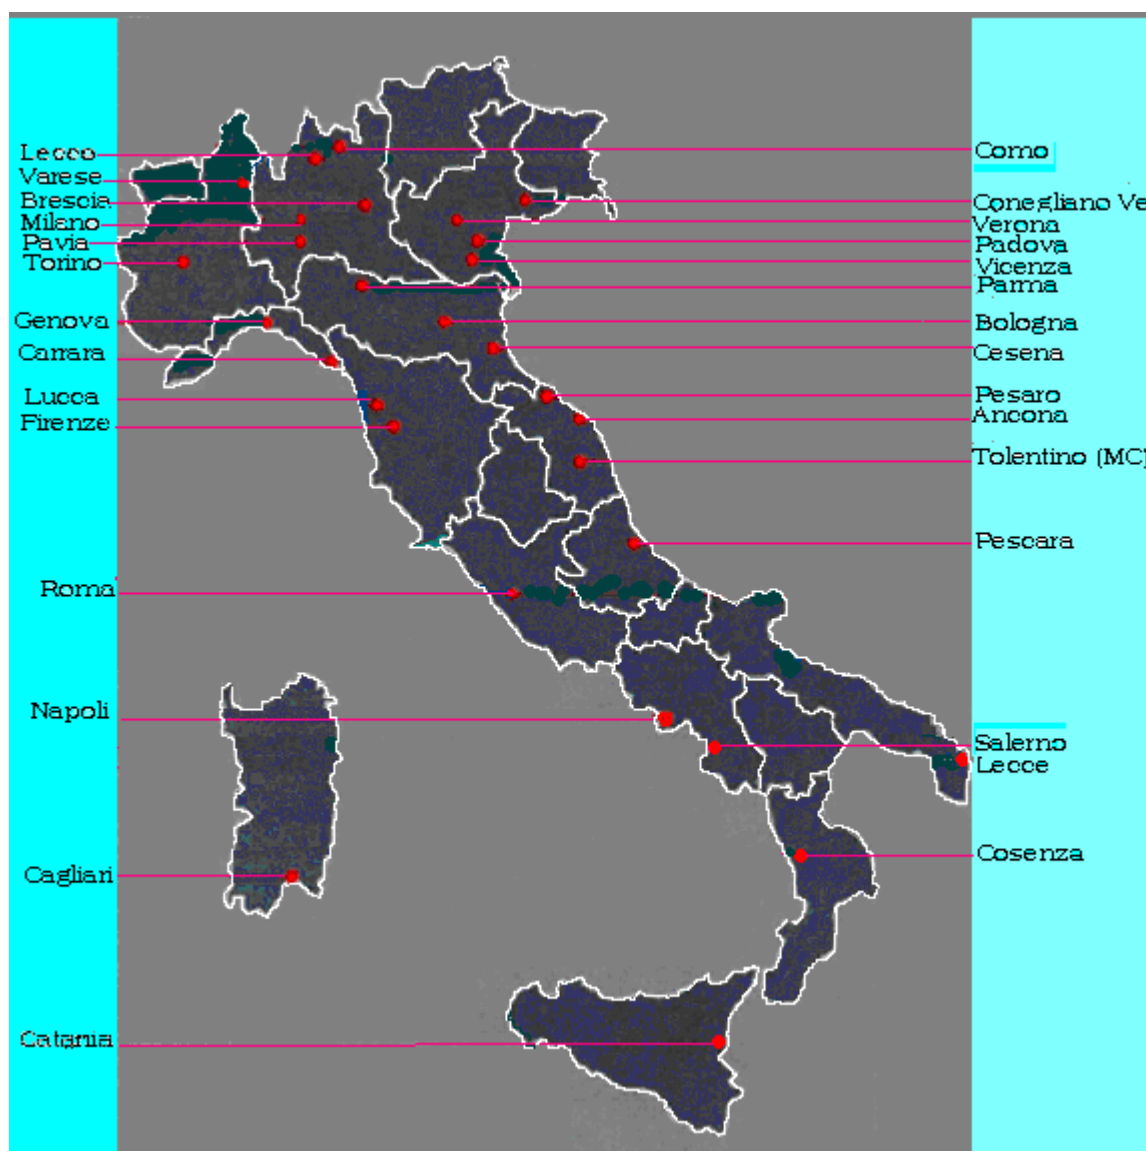 Lecco
Varese
Brescia
Milano
Pavia
Torino
Genova
Carrara
Lucca
Firenze
Roma
Napoli
Cagliari
Catania
Como
Conegliano Ve
Verona
Padova
Vicenza
Parma
Bologna
Cesena
Pesaro
Ancona
Tolentino (MC)
Pescara
Salerno
Lecce
Cosenza